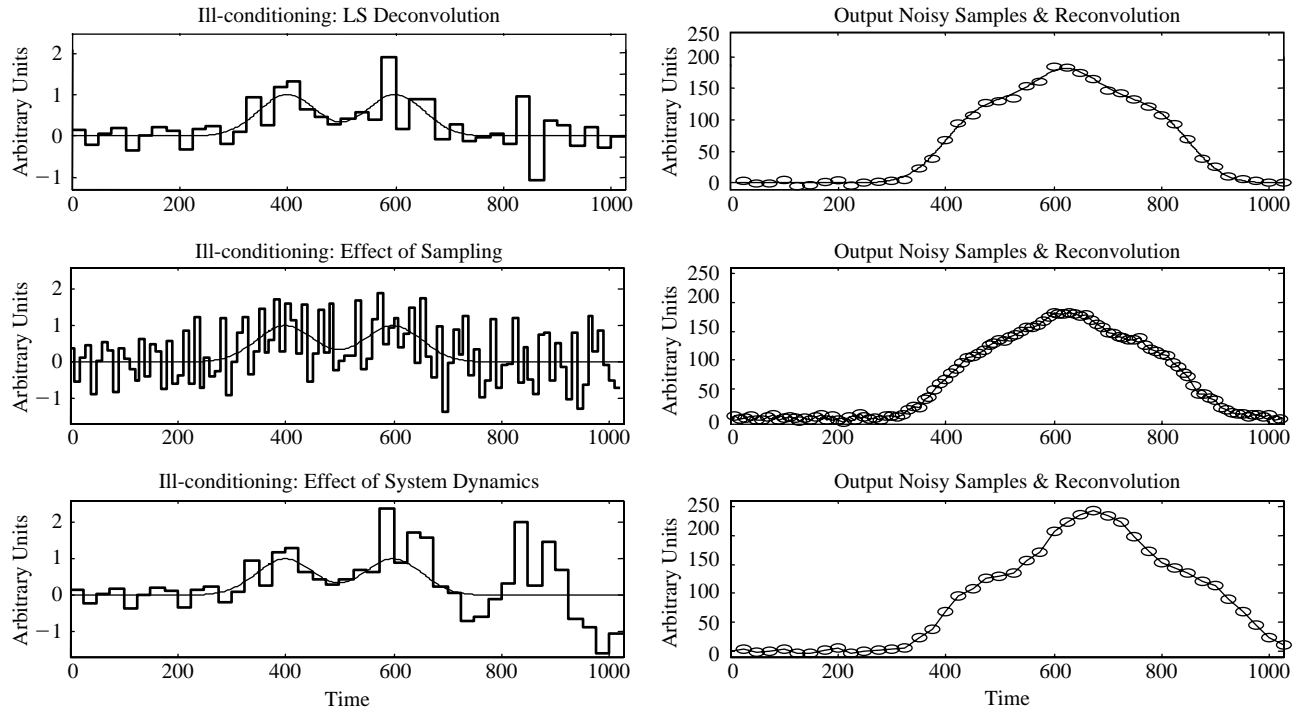 Ill-conditioning: LS Deconvolution
Output Noisy Samples & Reconvolution
Arbitrary Units
2
1
0
−1
0 200 400 600 800 1000
Arbitrary Units
250
200
150
100
50
0
0 200 400 600 800 1000
Ill-conditioning: Effect of Sampling
Output Noisy Samples & Reconvolution
Arbitrary Units
2
1
0
−1
0 200 400 600 800 1000
Arbitrary Units
250
200
150
100
50
0
0 200 400 600 800 1000
Ill-conditioning: Effect of System Dynamics
Output Noisy Samples & Reconvolution
Arbitrary Units
2
1
0
−1
0 200 400 600 800 1000
Time
Arbitrary Units
250
200
150
100
50
0
0 200 400 600 800 1000
Time